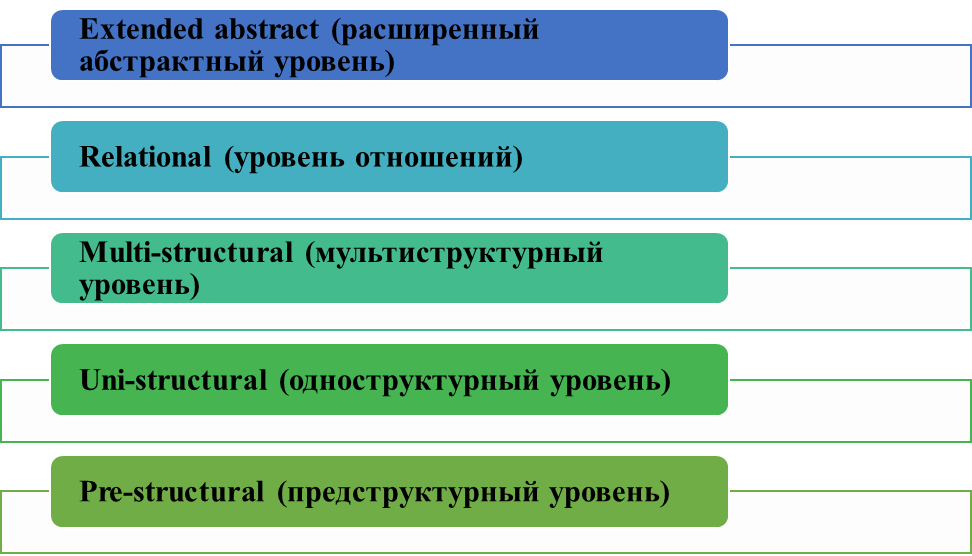 Extended abstract (расширенный
абстрактный уровень)
Relational (уровень отношений)
Multi-structural (мультиструктурный
уровень)
Uni-structural (одноструктурный уровень)
Pre-structural (предструктурный уровень)